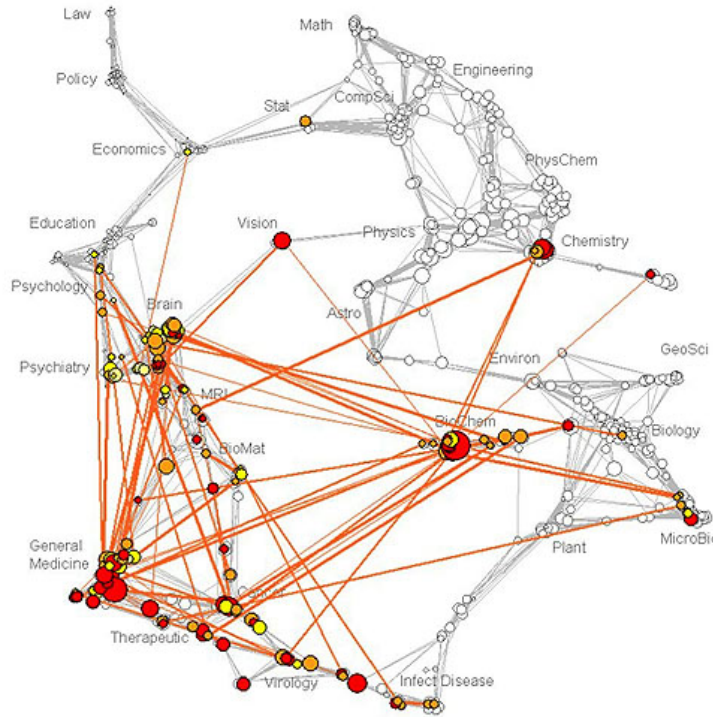 Law
Math
Policy
Engineering
Stat
CompSci
Economics
PhysChem
Education
Vision
Physics
Chemistry
Psychology
Brain
Astro
GeoSci
Psychiatry
Environ
MRI
BioChem
Biology
BioMat
General
Medicine
Plant
MicroBio
Cancer
Therapeutic
Virology
Infect Disease